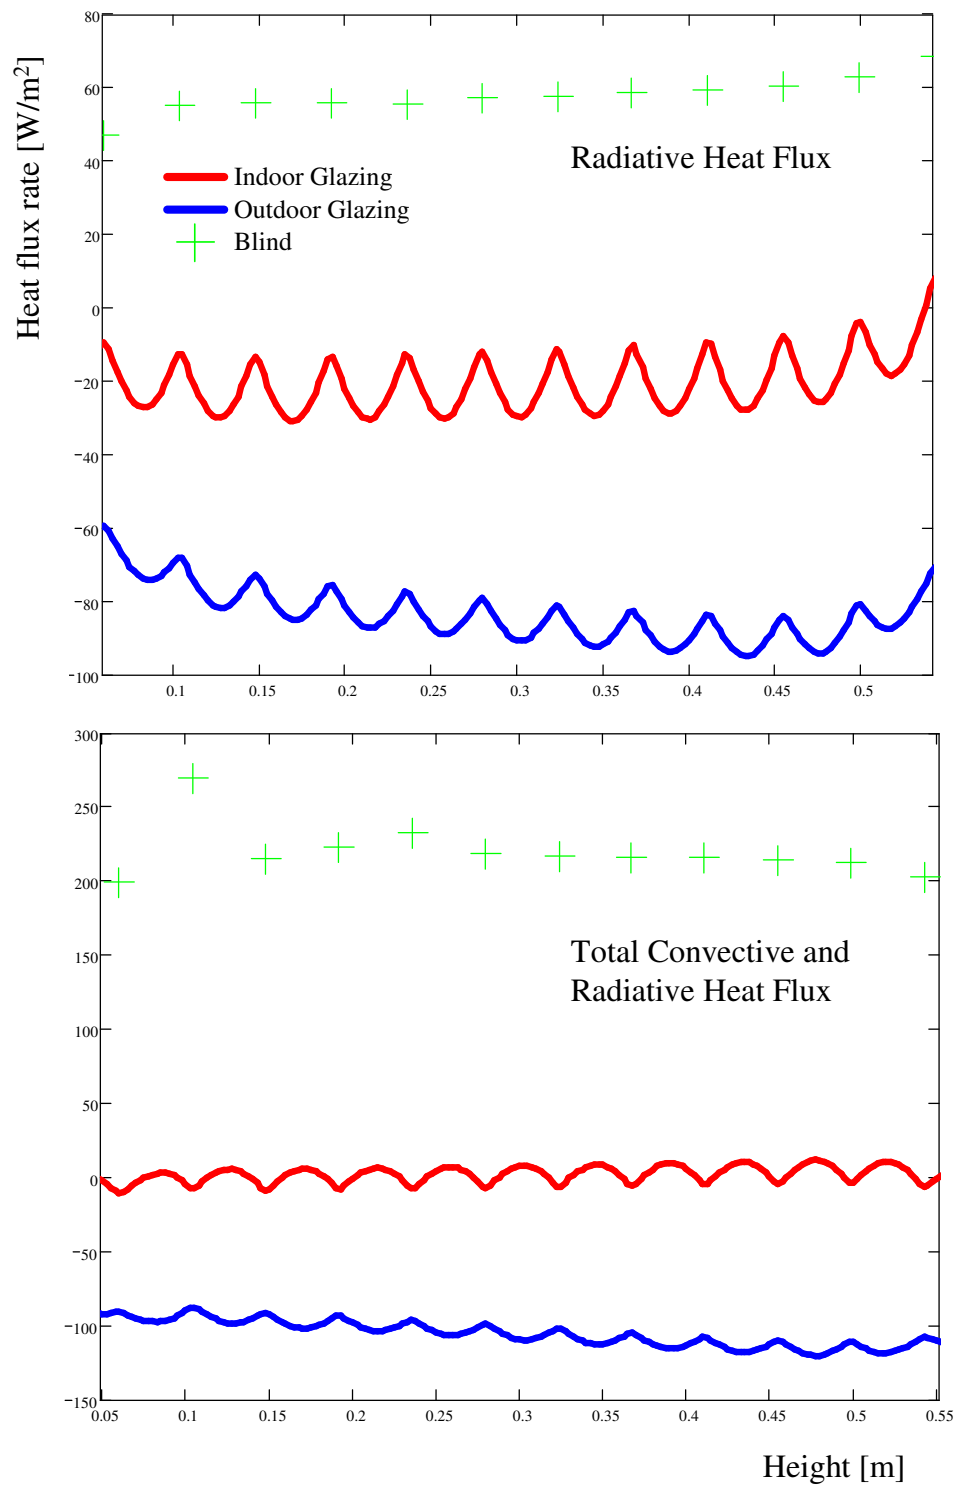 Heat flux rate [W/m²]
80
60
40
20
0
−20
−40
−60
−80
−100
Radiative Heat Flux
Indoor Glazing
Outdoor Glazing
Blind
0.1 0.15 0.2 0.25 0.3 0.35 0.4 0.45 0.5
300
250
200
150
100
50
0
−50
−100
−150
Total Convective and
Radiative Heat Flux
0.05 0.1 0.15 0.2 0.25 0.3 0.35 0.4 0.45 0.5 0.55
Height [m]